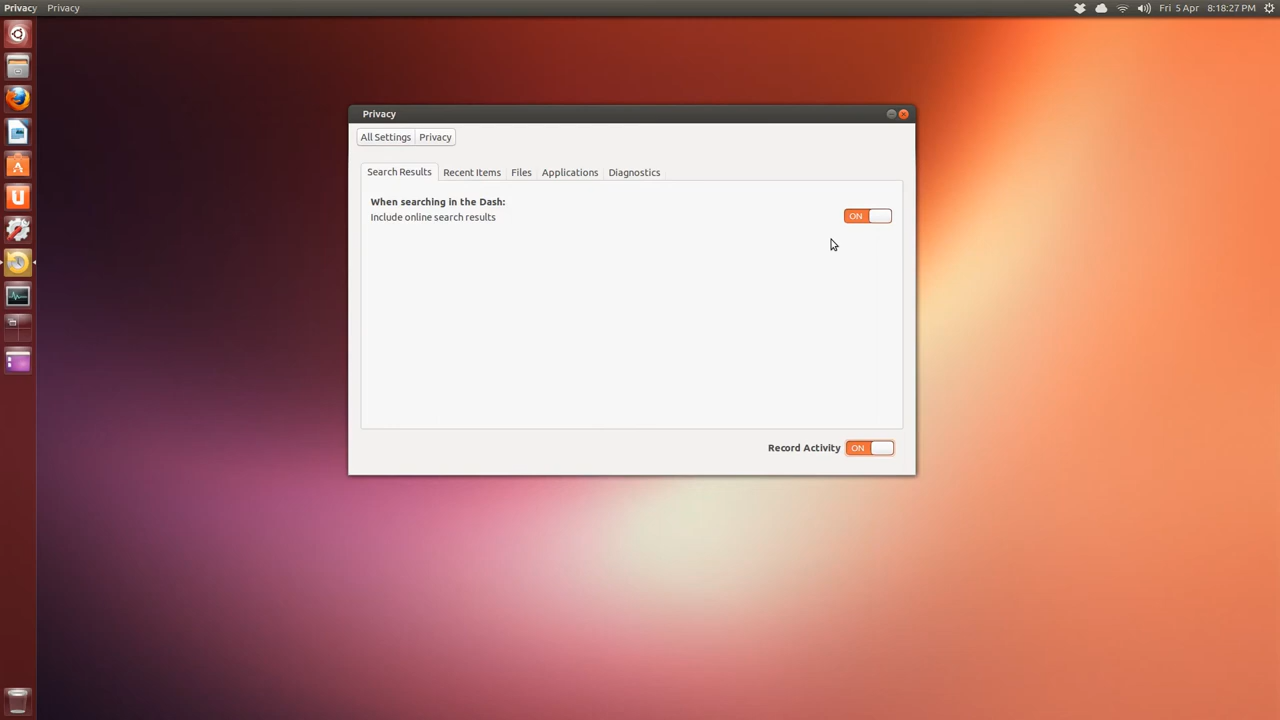 Privacy Privacy Fri 5 Apr 8:18:27 PM
Privacy
All Settings Privacy
Search Results Recent Items Files Applications Diagnostics
When searching in the Dash:
Include online search results ON
Record Activity ON
A
U